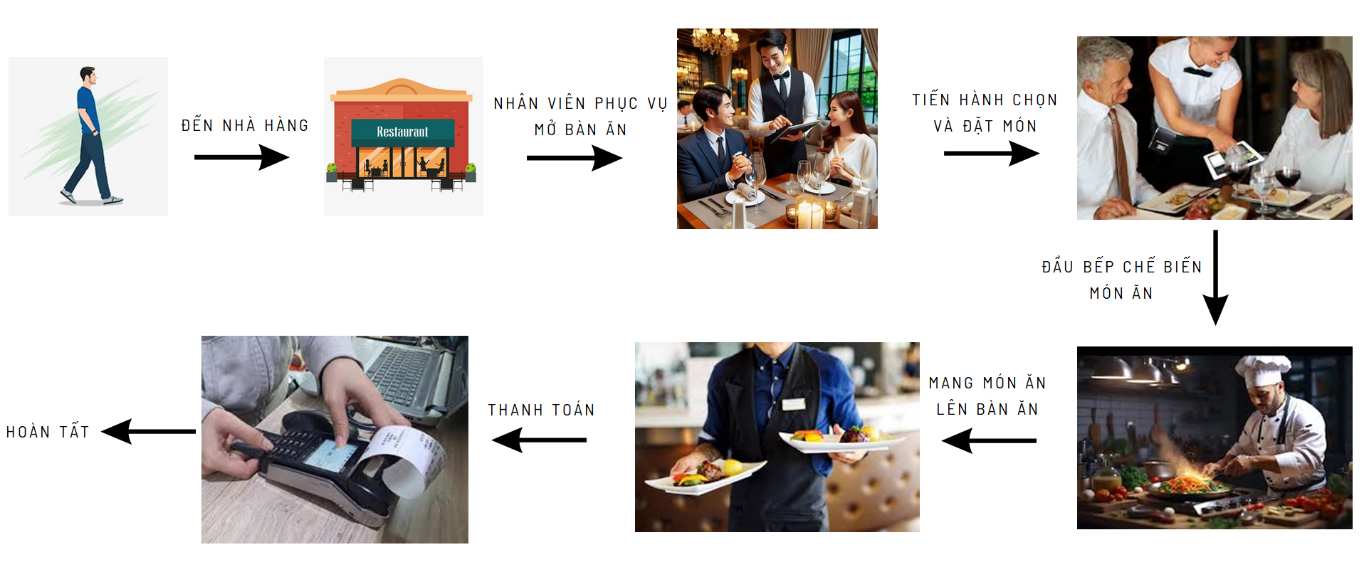 ĐẾN NHÀ HÀNG
Restaurant
NHÂN VIÊN PHỤC VỤ
MỞ BÀN ĂN
TIẾN HÀNH CHỌN
VÀ ĐẶT MÓN
ĐẦU BẾP CHẾ BIẾN
MÓN ĂN
MANG MÓN ĂN
LÊN BÀN ĂN
THANH TOÁN
HOÀN TẤT